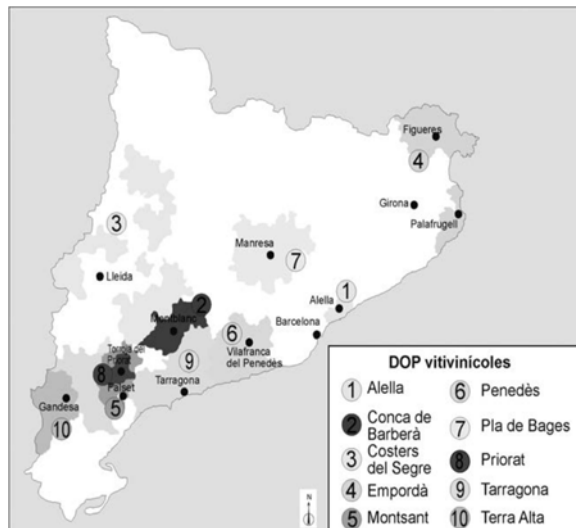 Figueres
4
Girona
Palafrugell
3
Manresa
7
Lleida
2
1
Alella
Montblanc
Barcelona
6
Vilafranca
del Penedès
9
8
Falset
Tarragona
5
Gandesa
10
N
DOP vitivinícoles
1 Alella
2 Conca de
Barberà
3 Costers
del Segre
4 Empordà
5 Montsant
6 Penedès
7 Pla de Bages
8 Priorat
9 Tarragona
10 Terra Alta